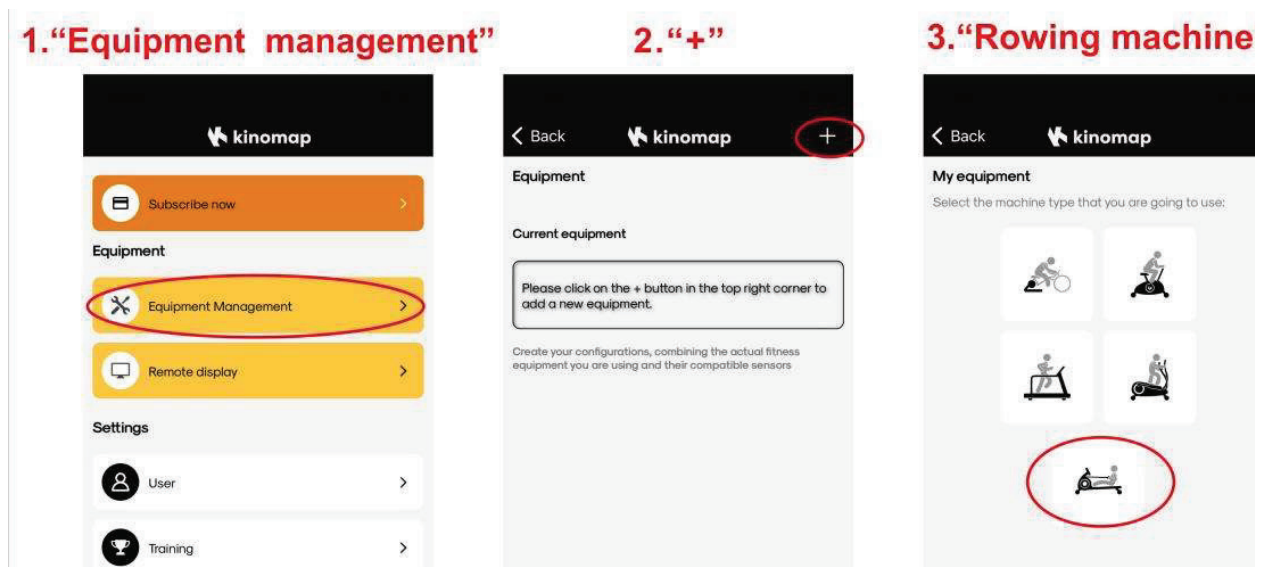 1.“Equipment management”
2.“+”
3.“Rowing machine
kinomap
Subscribe now
Equipment
Equipment Management
Remote display
Settings
User
Training
Back
kinomap
+
Equipment
Current equipment
Please click on the + button in the top right corner to
add a new equipment.
Create your configurations, combining the actual fitness
equipment you are using and their compatible sensors
Back
kinomap
My equipment
Select the machine type that you are going to use: